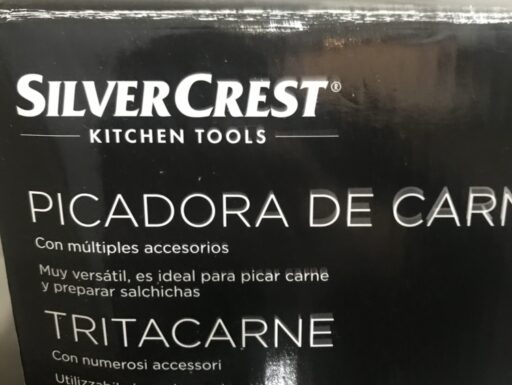 SILVERCREST®
KITCHEN TOOLS
PICADORA DE CARN
Con múltiples accesorios
Muy versátil, es ideal para picar carne
y preparar salchichas
TRITACARNE
Con numerosi accessori